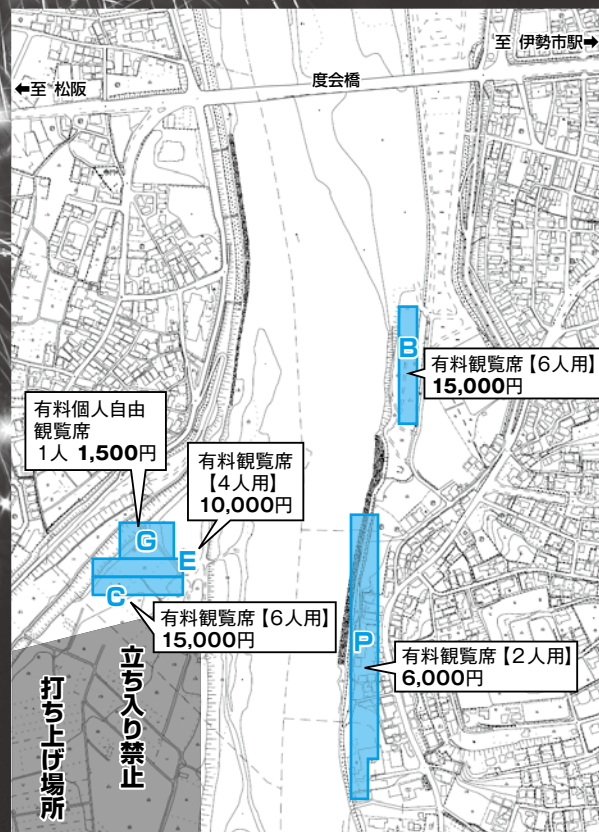 至 伊勢市駅➡
⬅至 松阪
度会橋
B
有料観覧席【6人用】
15,000円
有料個人自由
観覧席
1人 1,500円
有料観覧席
【4人用】
10,000円
G
E
C
有料観覧席【6人用】
15,000円
P
有料観覧席【2人用】
6,000円
立ち入り禁止
打ち上げ場所